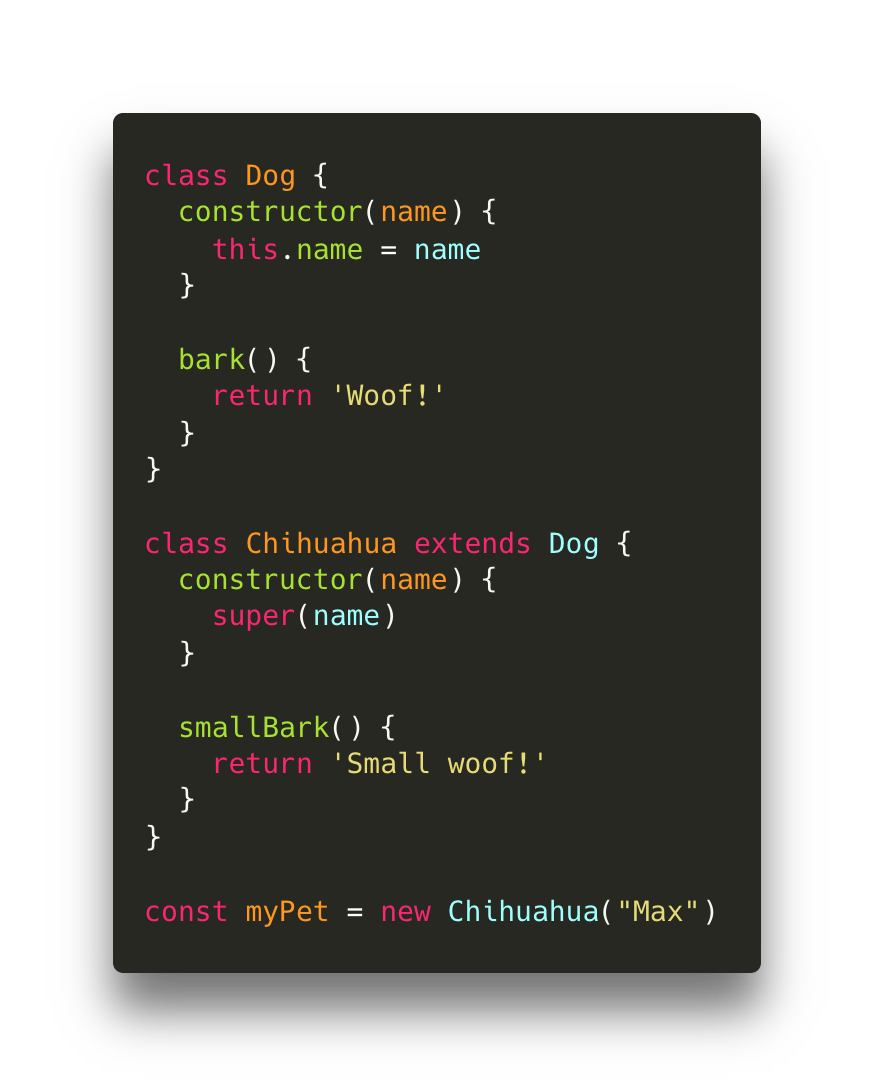 class Dog {
  constructor(name) {
    this.name = name
  }

  bark() {
    return 'Woof!'
  }
}

class Chihuahua extends Dog {
  constructor(name) {
    super(name)
  }

  smallBark() {
    return 'Small woof!'
  }
}

const myPet = new Chihuahua("Max")